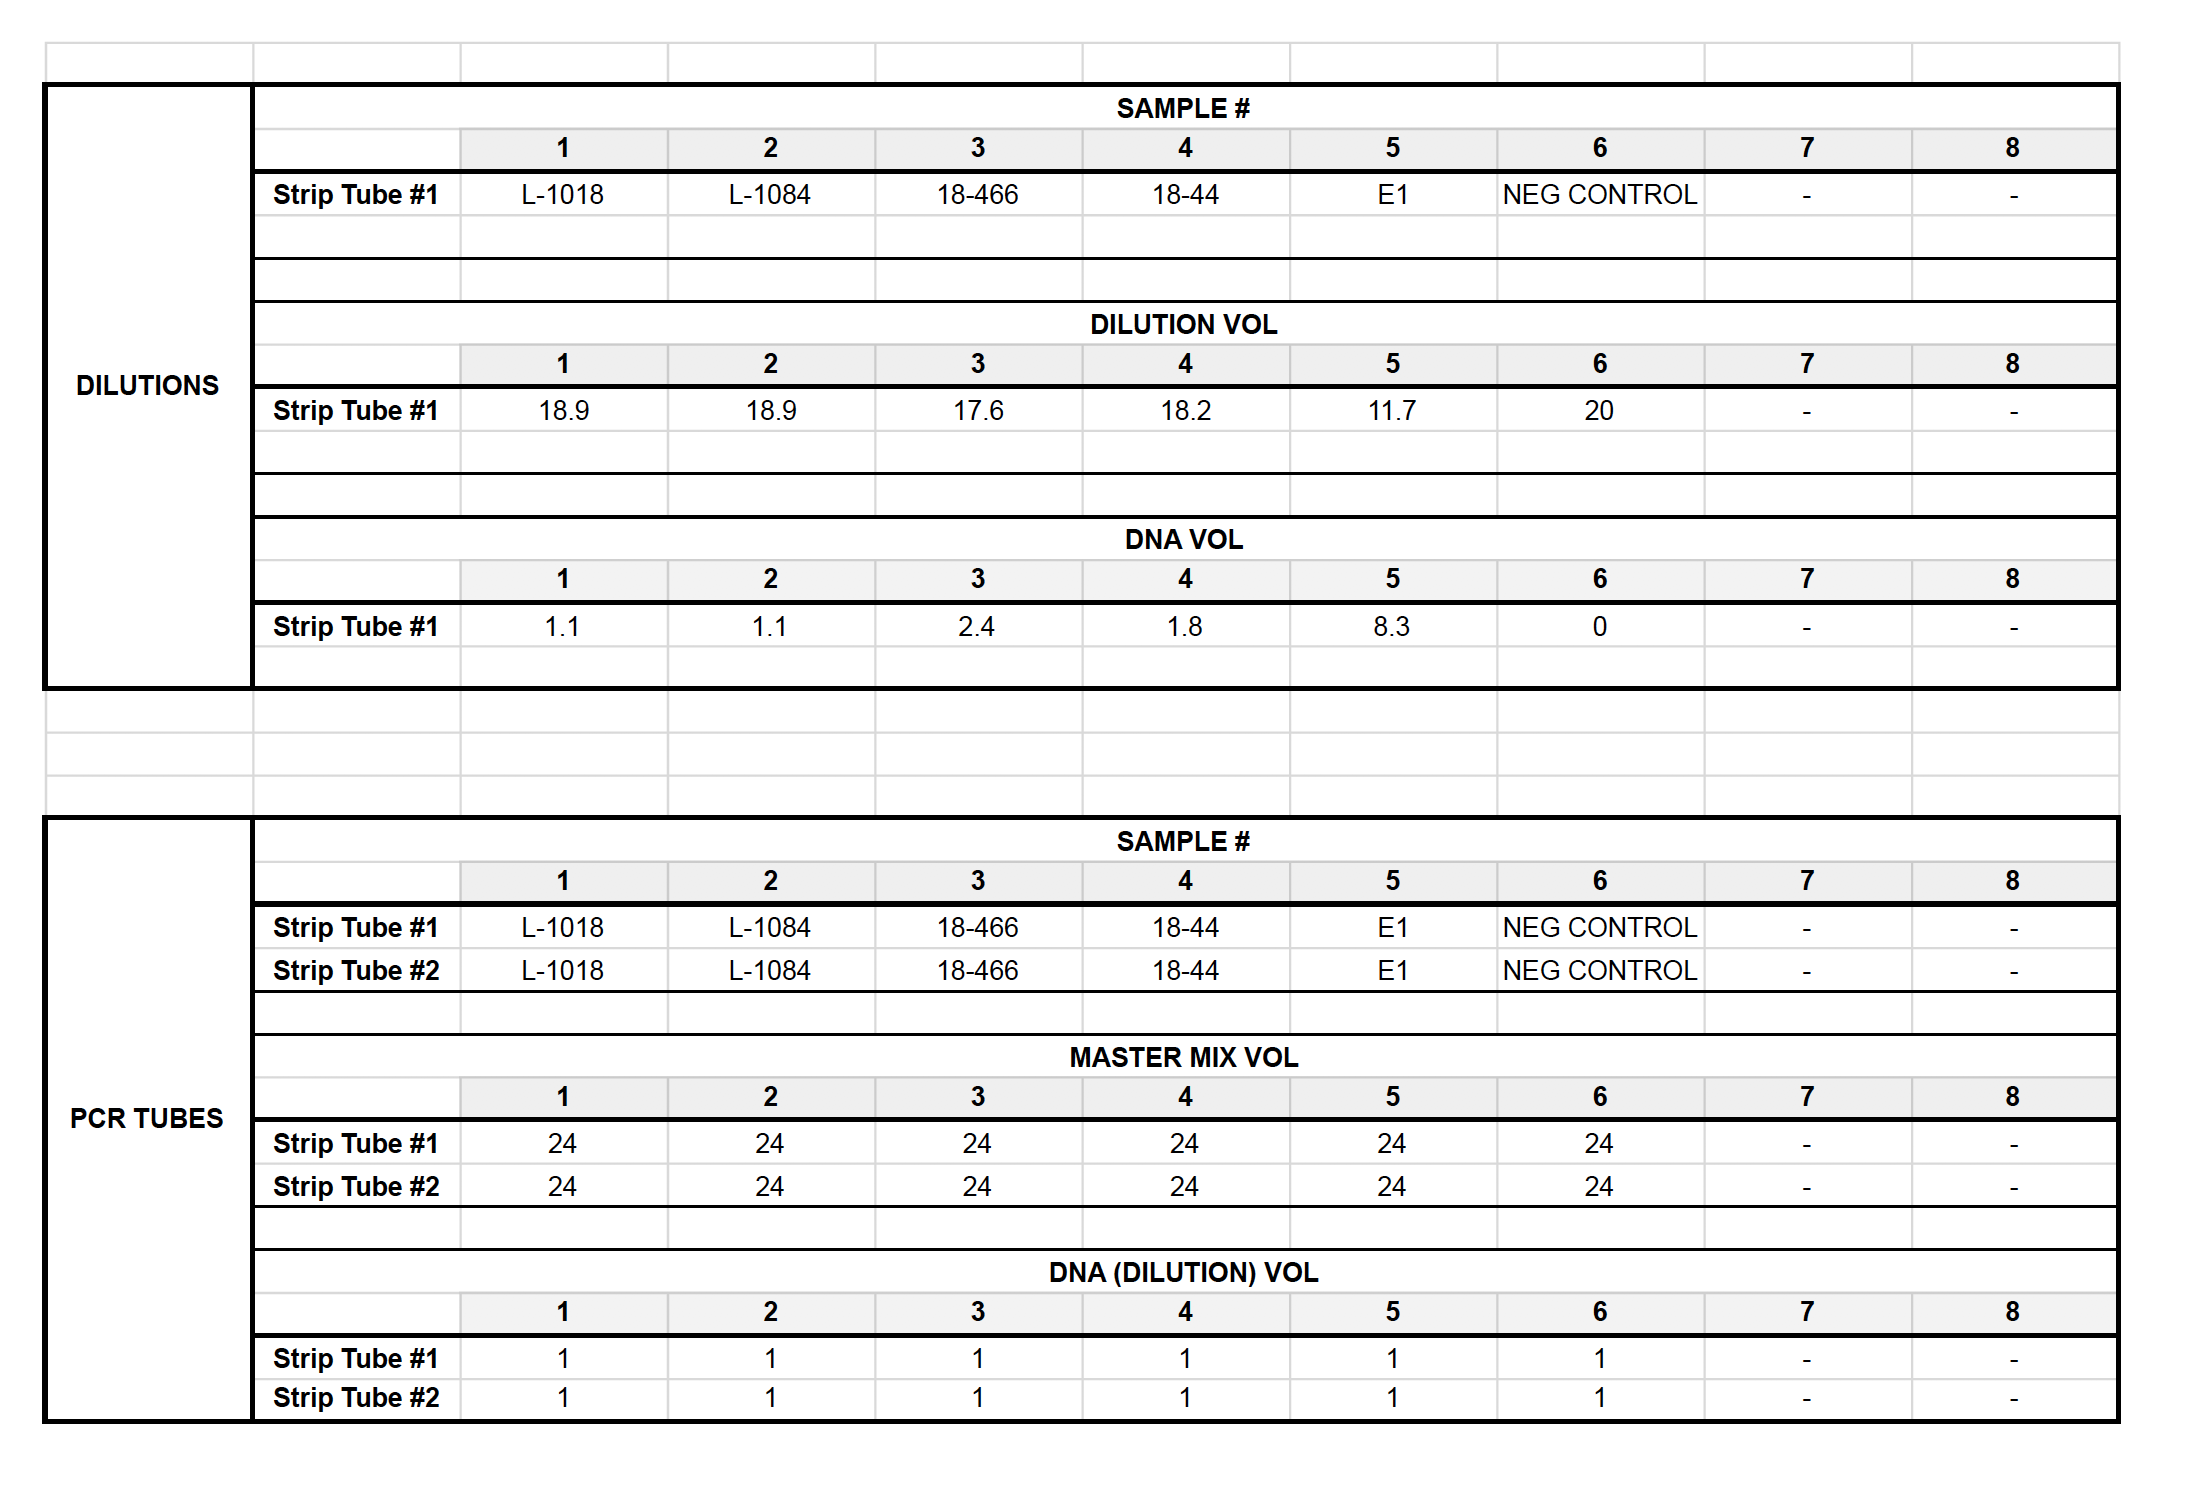 SAMPLE #
1 2 3 4 5 6 7 8
Strip Tube #1 L-1018 L-1084 18-466 18-44 E1 NEG CONTROL - -
DILUTION VOL
1 2 3 4 5 6 7 8
DILUTIONS
Strip Tube #1 18.9 18.9 17.6 18.2 11.7 20 - -
DNA VOL
1 2 3 4 5 6 7 8
Strip Tube #1 1.1 1.1 2.4 1.8 8.3 0 - -
SAMPLE #
1 2 3 4 5 6 7 8
Strip Tube #1 L-1018 L-1084 18-466 18-44 E1 NEG CONTROL - -
Strip Tube #2 L-1018 L-1084 18-466 18-44 E1 NEG CONTROL - -
MASTER MIX VOL
1 2 3 4 5 6 7 8
PCR TUBES
Strip Tube #1 24 24 24 24 24 24 - -
Strip Tube #2 24 24 24 24 24 24 - -
DNA (DILUTION) VOL
1 2 3 4 5 6 7 8
Strip Tube #1 1 1 1 1 1 1 - -
Strip Tube #2 1 1 1 1 1 1 - -